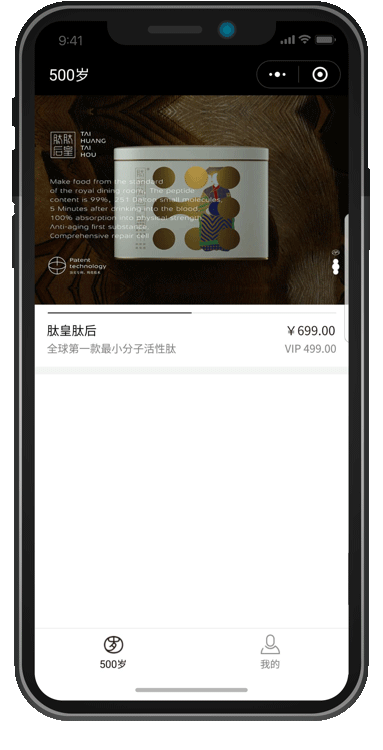 9:41
500岁
肽肽
后皇
TAI
HUANG
TAI
HOU
Make food from the standard
of the royal dining room, The peptide
content is 99%, 251 Dalton small molecules.
5 Minutes after drinking into the blood.
100% absorption into physical strength
Anti-aging first substance,
Comprehensive repair cell
Patent
technology
肽皇肽后
￥699.00
全球第一款最小分子活性肽
VIP 499.00
500岁
我的